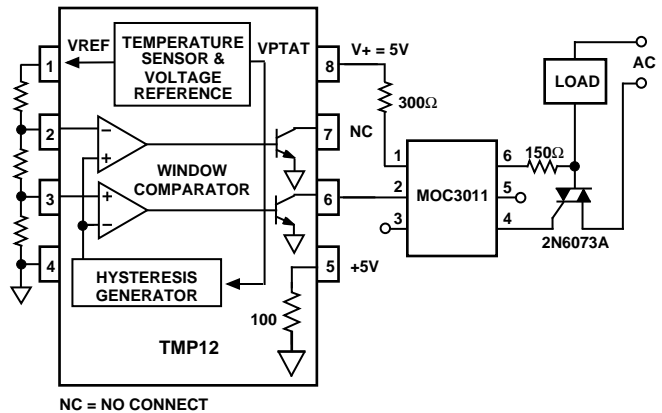 TEMPERATURE
SENSOR &
VOLTAGE
REFERENCE
VREF
VPTAT
1
2
3
4
8
7
6
5
V+ = 5V
300Ω
NC
+5V
WINDOW
COMPARATOR
HYSTERESIS
GENERATOR
100
TMP12
MOC3011
1
2
3
6
5
4
150Ω
LOAD
AC
2N6073A
NC = NO CONNECT